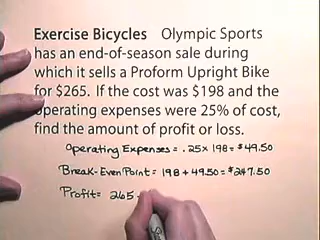 Exercise Bicycles Olympic Sports
has an end-of-season sale during
which it sells a Proform Upright Bike
for $265. If the cost was $198 and the
operating expenses were 25% of cost,
find the amount of profit or loss.
Operating Expenses = .25 x 198 = $49.50
Break-Even Point = 198 + 49.50 = $247.50
Profit = 265 -